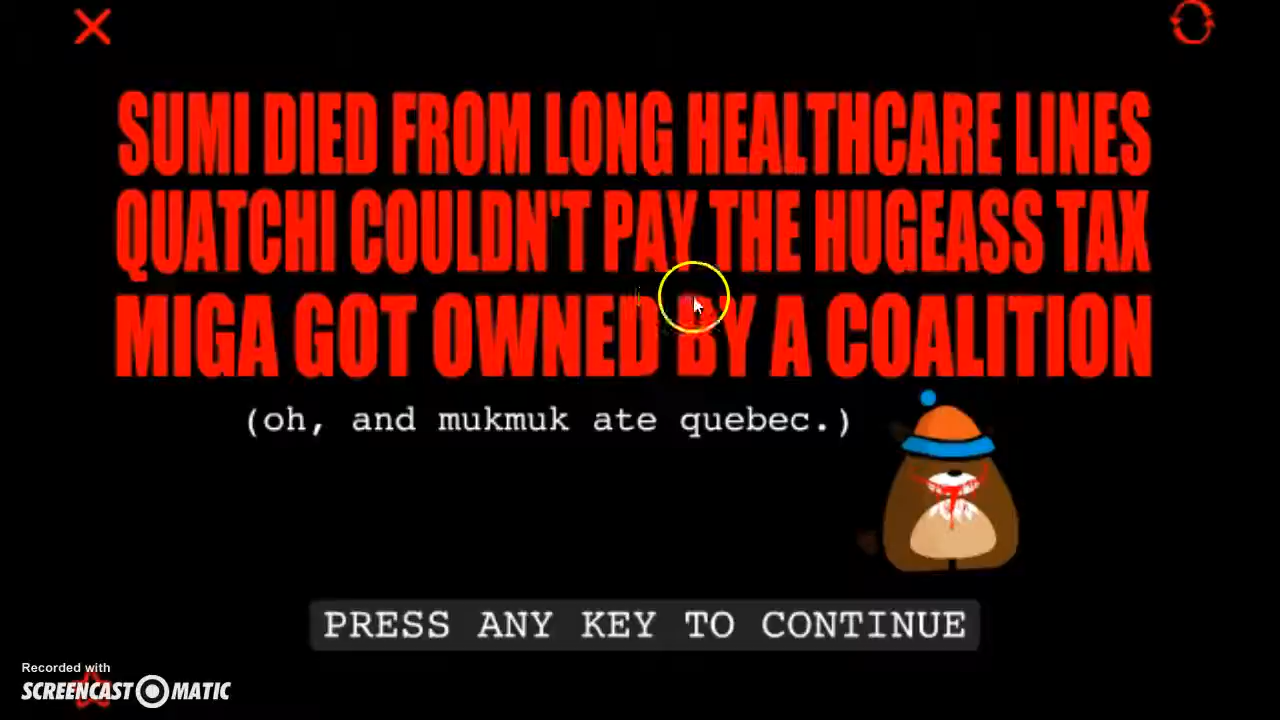 SUMI DIED FROM LONG HEALTHCARE LINES
QUATCHI COULDN'T PAY THE HUGEASS TAX
MIGA GOT OWNED BY A COALITION
(oh, and mukmuk ate quebec.)
PRESS ANY KEY TO CONTINUE
Recorded with
SCREENCAST MATIC